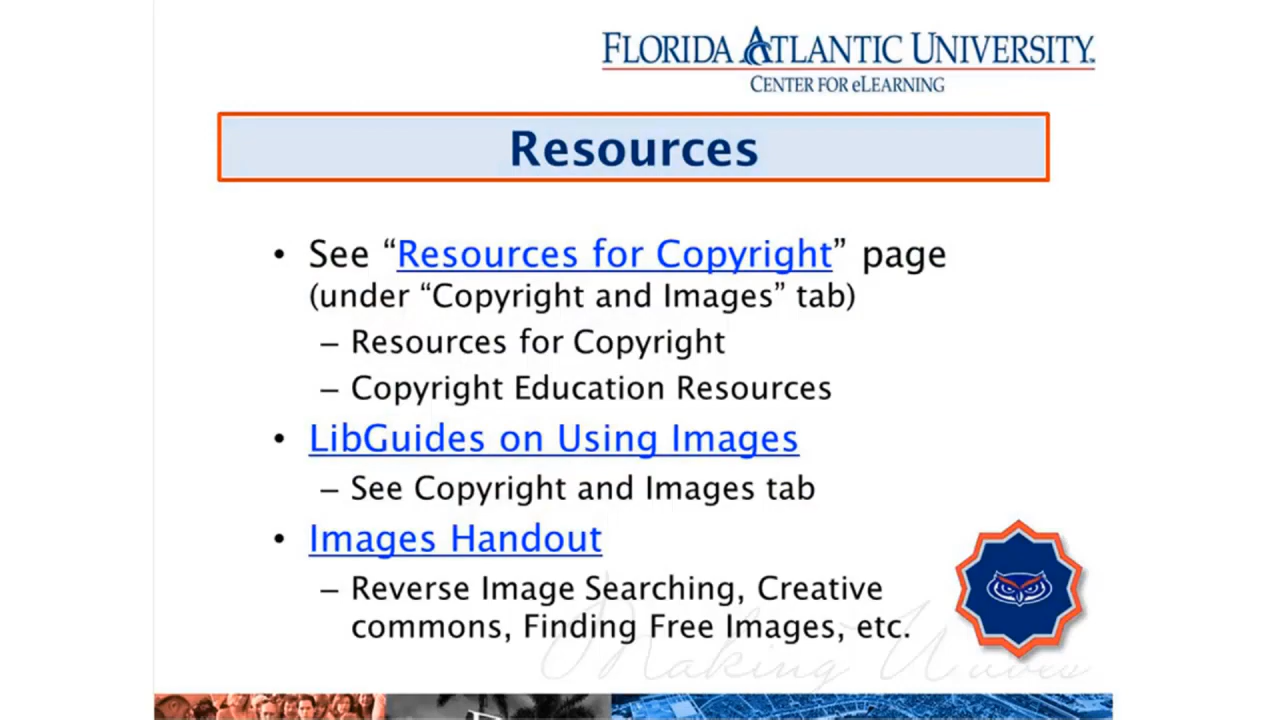 FLORIDA ATLANTIC UNIVERSITY
CENTER FOR eLEARNING
Resources
• See “Resources for Copyright” page
(under “Copyright and Images” tab)
– Resources for Copyright
– Copyright Education Resources
• LibGuides on Using Images
– See Copyright and Images tab
• Images Handout
– Reverse Image Searching, Creative
commons, Finding Free Images, etc.
Making Waves